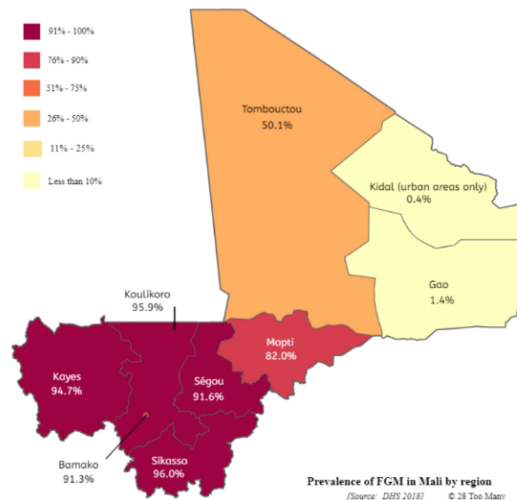 91% - 100%
76% - 90%
51% - 75%
26% - 50%
11% - 25%
Less than 10%
Tombouctou
50.1%
Kidal (urban areas only)
0.4%
Gao
1.4%
Koulikoro
95.9%
Mopti
82.0%
Kayes
94.7%
Ségou
91.6%
Bamako
91.3%
Sikasso
96.0%
Prevalence of FGM in Mali by region
[Source: DHS 2018] © 28 Too Many